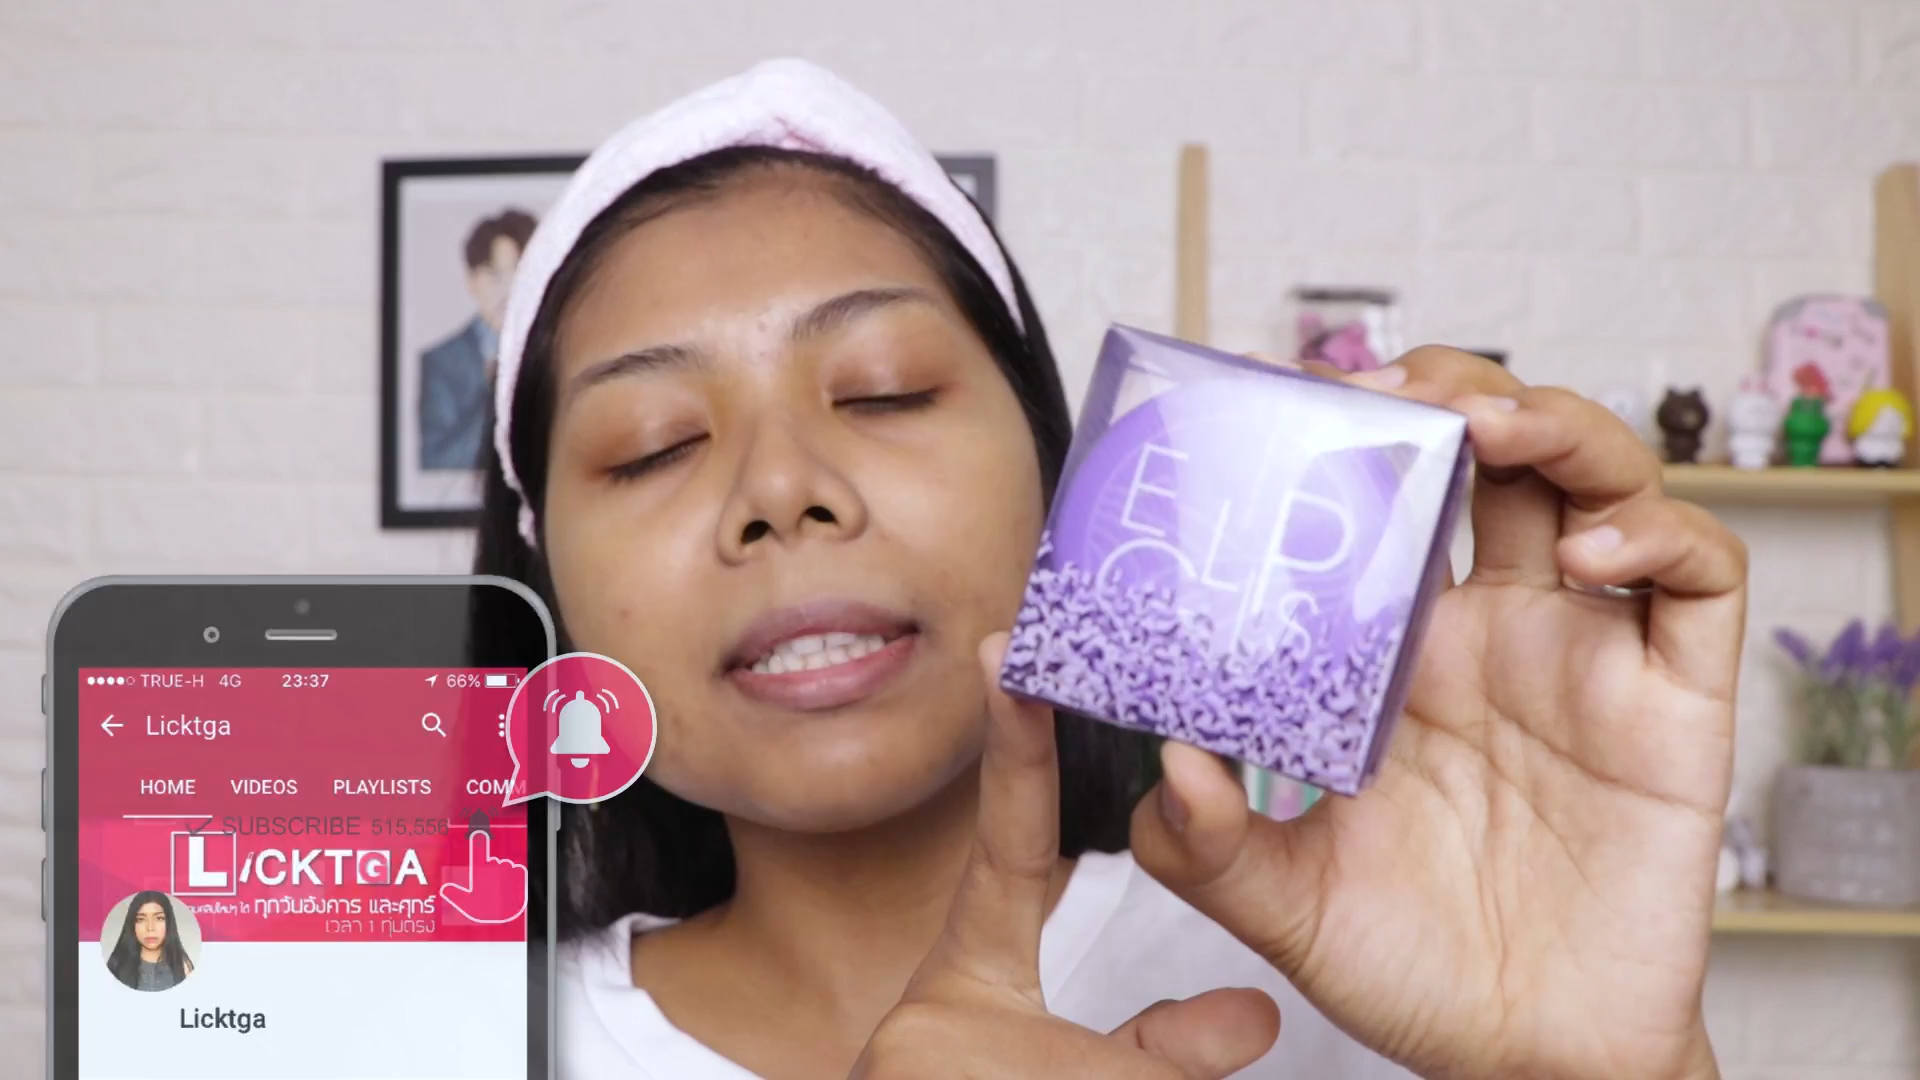 ECLIPS
TRUE-H 4G 23:37 66%
Licktga
HOME VIDEOS PLAYLISTS COMM
SUBSCRIBE 515,556
LICKTGA
ทุกวันอังคาร และศุกร์
เวลา 1 ทุ่มตรง
Licktga